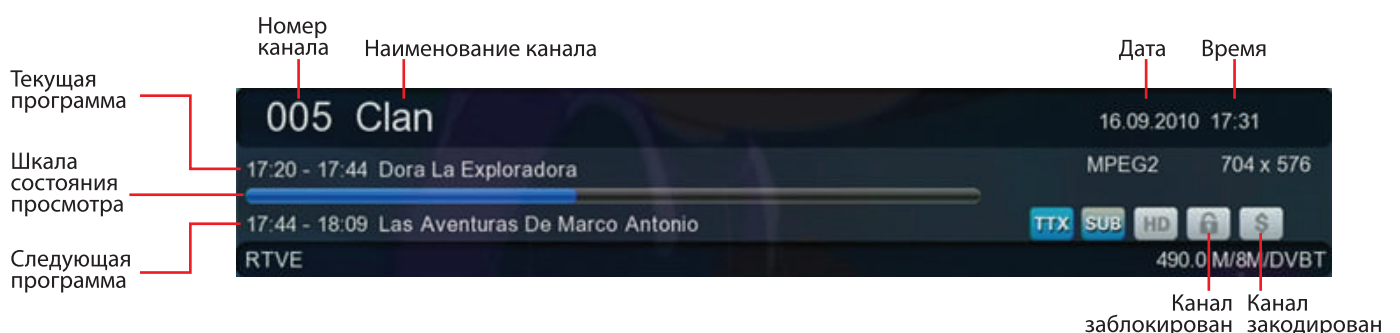 Номер
канала
Наименование канала
Дата
Время
Текущая
программа
005 Clan
16.09.2010 17:31
17:20 - 17:44 Dora La Exploradora
MPEG2 704 x 576
Шкала
состояния
просмотра
17:44 - 18:09 Las Aventuras De Marco Antonio
TTX SUB HD $
Следующая
программа
RTVE
490.0 M/8M/DVBT
Канал
заблокирован
Канал
закодирован